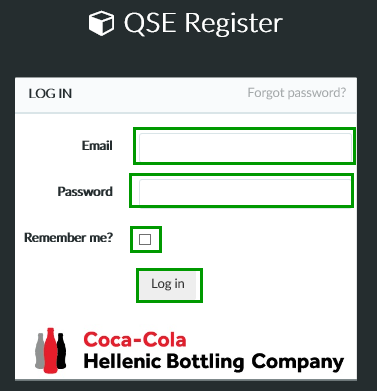 QSE Register
LOG IN Forgot password?
Email
Password
Remember me?
Log in
Coca-Cola
Hellenic Bottling Company